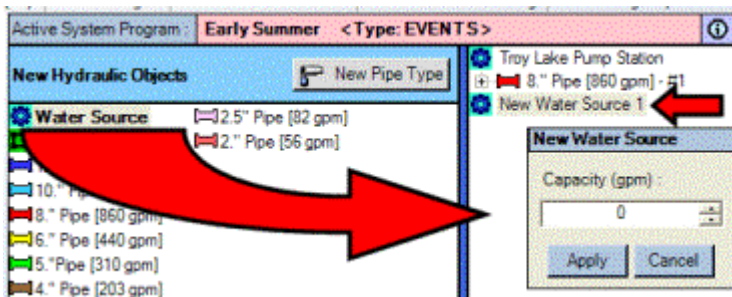 Active System Program : Early Summer <Type: EVENTS>
New Hydraulic Objects
New Pipe Type
Water Source
2.5" Pipe [82 gpm]
2." Pipe [56 gpm]
10."
8." Pipe [860 gpm]
6." Pipe [440 gpm]
5."Pipe [310 gpm]
4." Pipe [203 gpm]
Troy Lake Pump Station
8." Pipe [860 gpm] - #1
New Water Source 1
New Water Source
Capacity (gpm) :
0
Apply
Cancel